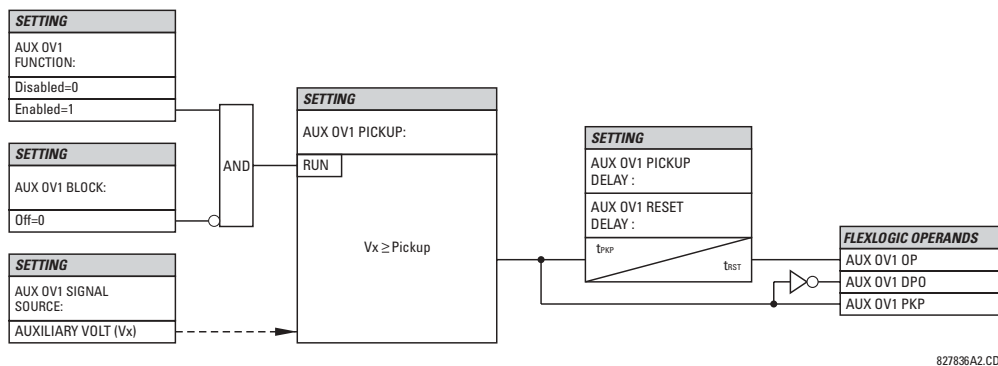 SETTING
AUX OV1
FUNCTION:
Disabled=0
Enabled=1
SETTING
AUX OV1 BLOCK:
Off=0
SETTING
AUX OV1 SIGNAL
SOURCE:
AUXILIARY VOLT (Vx)
AND
SETTING
AUX OV1 PICKUP:
RUN
Vx ≥ Pickup
SETTING
AUX OV1 PICKUP
DELAY :
AUX OV1 RESET
DELAY :
tPKP
tRST
FLEXLOGIC OPERANDS
AUX OV1 OP
AUX OV1 DPO
AUX OV1 PKP
827836A2.CD